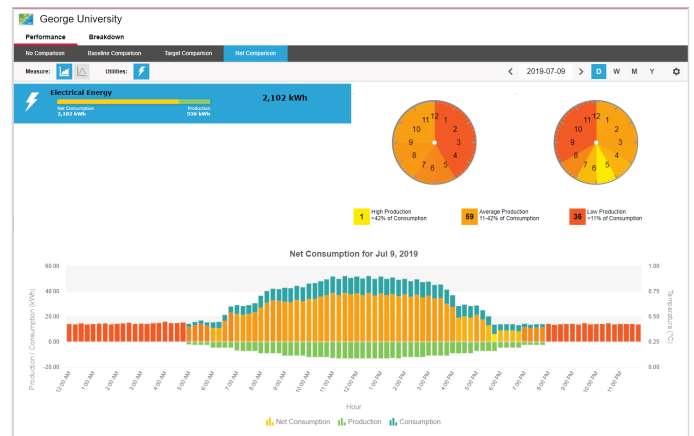 George University
Performance Breakdown
No Comparison Baseline Comparison Target Comparison Net Comparison
Measure: Utilities: 2019-07-09 D W M Y
Electrical Energy
2,102 kWh
Net Consumption Production
2,102 kWh 536 kWh
12 1 2 3 4 5 6 7 8 9 10 11
12 1 2 3 4 5 6 7 8 9 10 11
1 High Production
>42% of Consumption
59 Average Production
11-42% of Consumption
36 Low Production
<11% of Consumption
Net Consumption for Jul 9, 2019
Production / Consumption (kWh)
60.00
40.00
20.00
0.00
-20.00
1.00
0.75
0.50
0.25
0.00
Temperature (°C)
12:00 AM 1:00 AM 2:00 AM 3:00 AM 4:00 AM 5:00 AM 6:00 AM 7:00 AM 8:00 AM 9:00 AM 10:00 AM 11:00 AM 12:00 PM 1:00 PM 2:00 PM 3:00 PM 4:00 PM 5:00 PM 6:00 PM 7:00 PM 8:00 PM 9:00 PM 10:00 PM 11:00 PM
Hour
Net Consumption Production Consumption